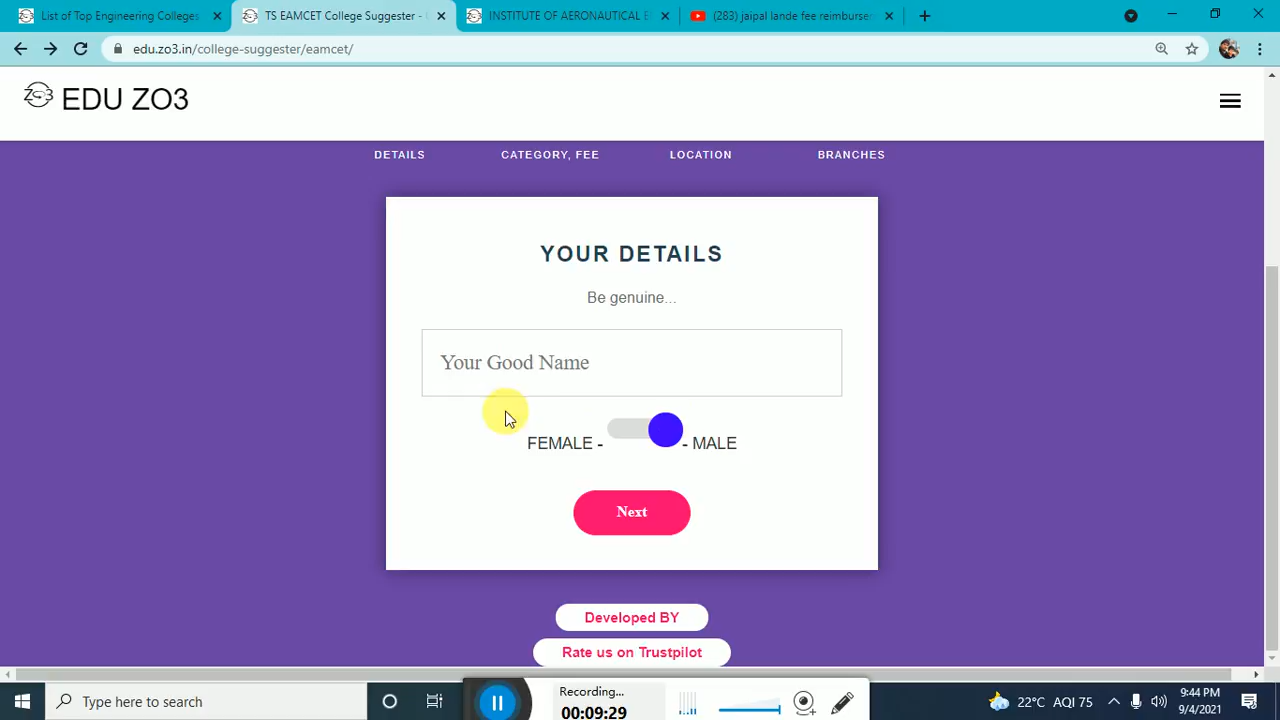 List of Top Engineering Colleges
TS EAMCET College Suggester -
INSTITUTE OF AERONAUTICAL E
(283) jaipal lande fee reimburser
edu.zo3.in/college-suggester/eamcet/
EDU ZO3
DETAILS
CATEGORY, FEE
LOCATION
BRANCHES
YOUR DETAILS
Be genuine...
Your Good Name
FEMALE -
- MALE
Next
Developed BY
Rate us on Trustpilot
Type here to search
Recording...
00:09:29
22°C AQI 75
9:44 PM
9/4/2021